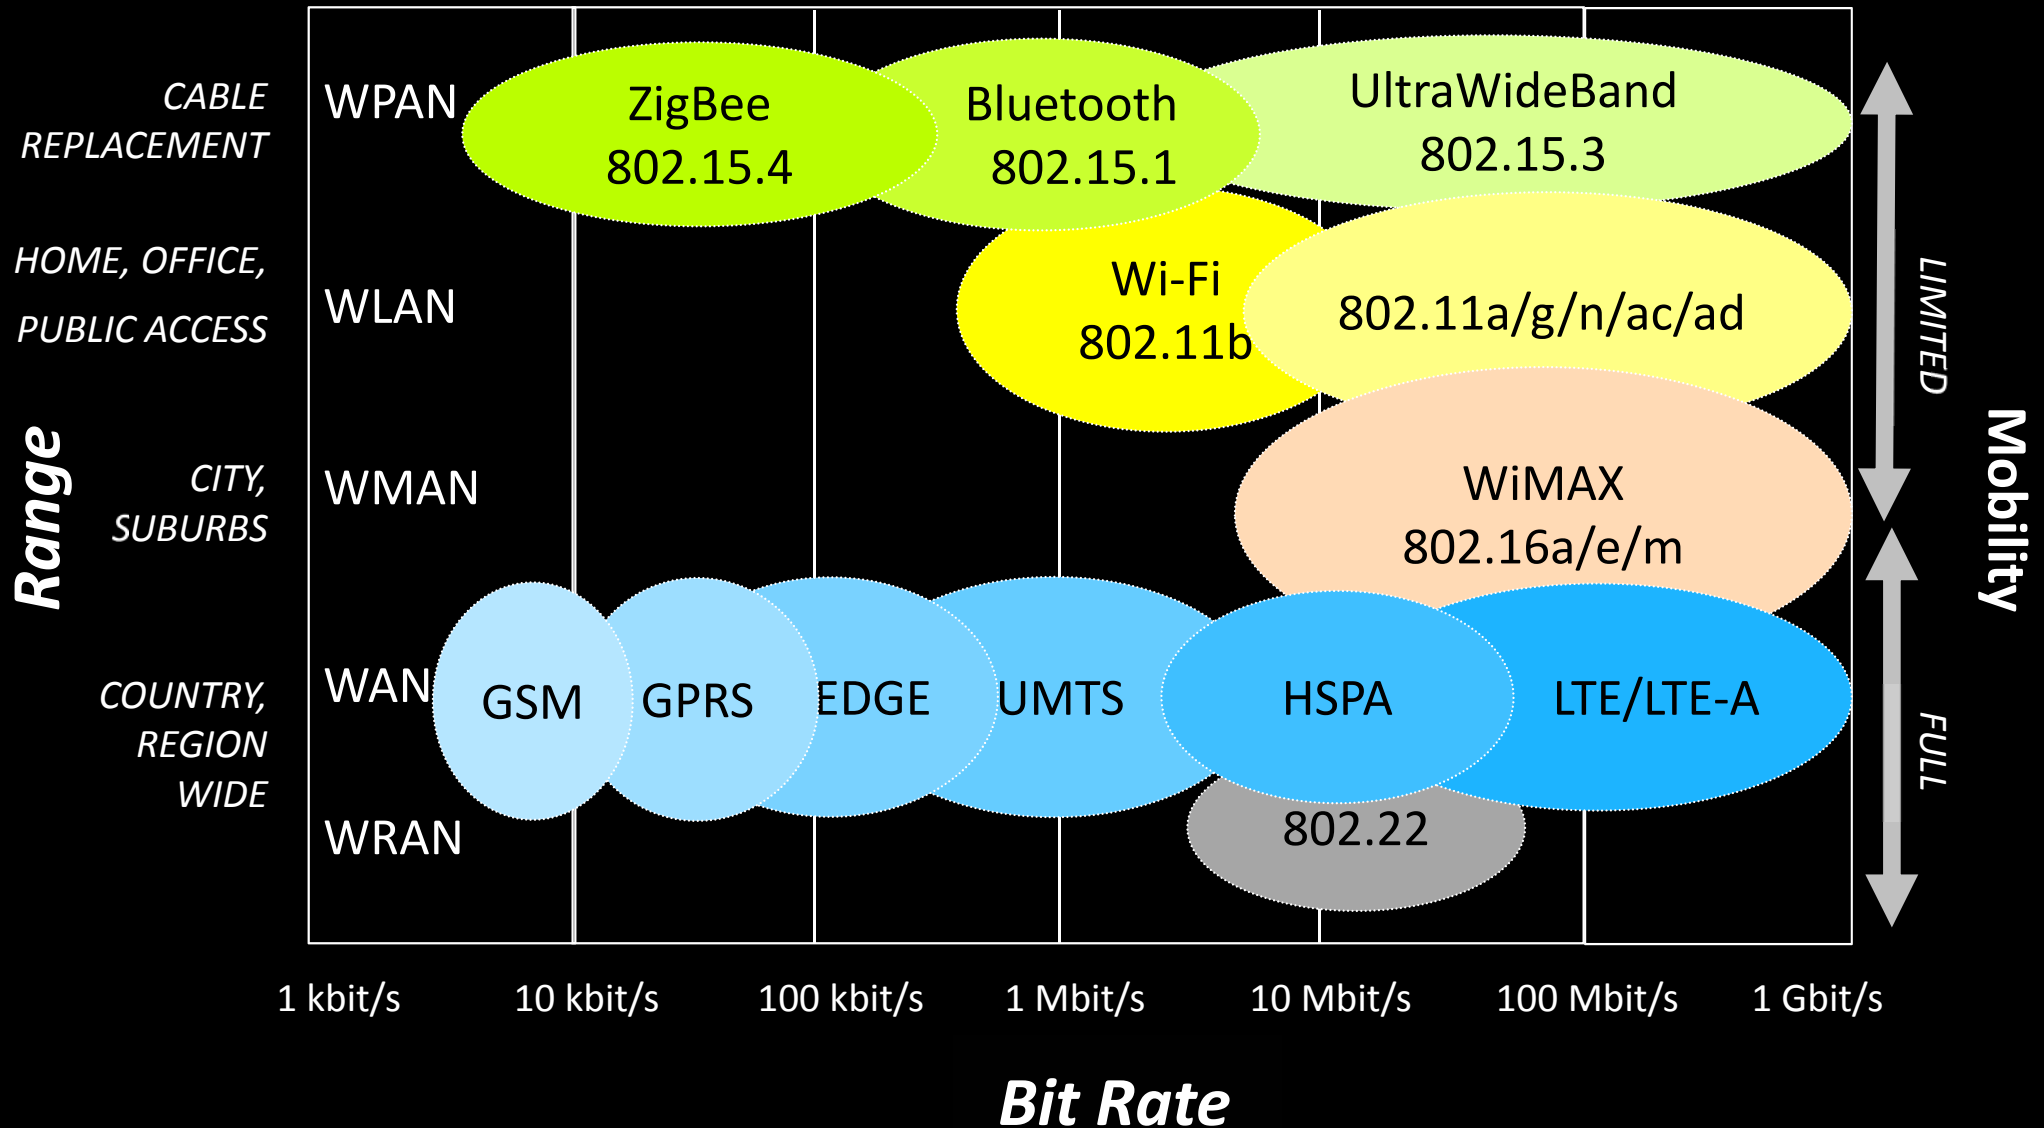 CABLE
REPLACEMENT
WPAN
ZigBee
802.15.4
Bluetooth
802.15.1
UltraWideBand
802.15.3
HOME, OFFICE,
PUBLIC ACCESS
WLAN
Wi-Fi
802.11b
802.11a/g/n/ac/ad
LIMITED
Range
CITY,
SUBURBS
WMAN
WiMAX
802.16a/e/m
Mobility
COUNTRY,
REGION
WIDE
WAN
GSM
GPRS
EDGE
UMTS
HSPA
LTE/LTE-A
FULL
WRAN
802.22
1 kbit/s
10 kbit/s
100 kbit/s
1 Mbit/s
10 Mbit/s
100 Mbit/s
1 Gbit/s
Bit Rate